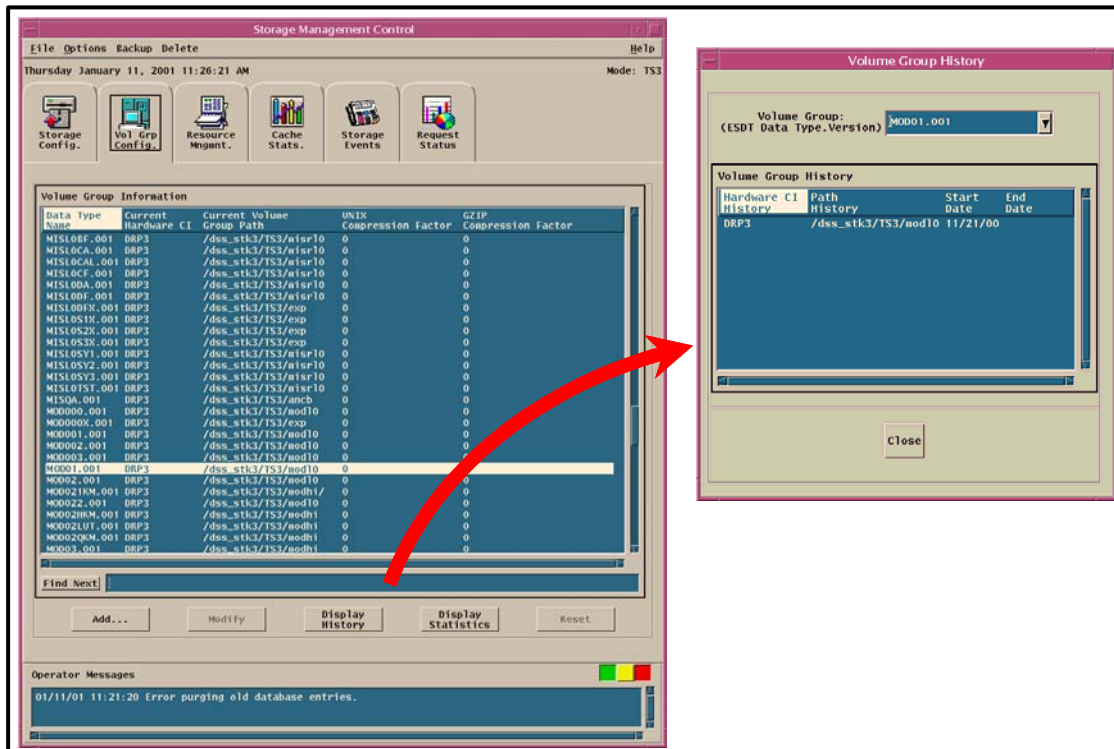 Storage Management Control
File Options Backup Delete Help
Thursday January 11, 2001 11:26:21 AM Mode: TS3
Storage Config.
Vol Grp Config.
Resource Mngmnt.
Cache Stats.
Storage Events
Request Status
Volume Group Information
Data Type Name Current Hardware CI Current Volume Group Path UNIX Compression Factor GZIP Compression Factor
MISL0BF.001 DRP3 /dss_stk3/TS3/misrl0 0 0
MISL0CA.001 DRP3 /dss_stk3/TS3/misrl0 0 0
MISL0CAL.001 DRP3 /dss_stk3/TS3/misrl0 0 0
MISL0CF.001 DRP3 /dss_stk3/TS3/misrl0 0 0
MISL0DA.001 DRP3 /dss_stk3/TS3/misrl0 0 0
MISL0DF.001 DRP3 /dss_stk3/TS3/misrl0 0 0
MISL0DFX.001 DRP3 /dss_stk3/TS3/exp 0 0
MISL0S1X.001 DRP3 /dss_stk3/TS3/exp 0 0
MISL0S2X.001 DRP3 /dss_stk3/TS3/exp 0 0
MISL0S3X.001 DRP3 /dss_stk3/TS3/exp 0 0
MISL0SY1.001 DRP3 /dss_stk3/TS3/misrl0 0 0
MISL0SY2.001 DRP3 /dss_stk3/TS3/misrl0 0 0
MISL0SY3.001 DRP3 /dss_stk3/TS3/misrl0 0 0
MISL0TST.001 DRP3 /dss_stk3/TS3/misrl0 0 0
MISQA.001 DRP3 /dss_stk3/TS3/ancb 0 0
MOD000.001 DRP3 /dss_stk3/TS3/modl0 0 0
MOD000X.001 DRP3 /dss_stk3/TS3/exp 0 0
MOD001.001 DRP3 /dss_stk3/TS3/modl0 0 0
MOD002.001 DRP3 /dss_stk3/TS3/modl0 0 0
MOD003.001 DRP3 /dss_stk3/TS3/modl0 0 0
MOD01.001 DRP3 /dss_stk3/TS3/modl0 0
MOD02.001 DRP3 /dss_stk3/TS3/modl0 0 0
MOD021KM.001 DRP3 /dss_stk3/TS3/modhi/ 0 0
MOD022.001 DRP3 /dss_stk3/TS3/modl0 0 0
MOD02HKM.001 DRP3 /dss_stk3/TS3/modhi 0 0
MOD02LUT.001 DRP3 /dss_stk3/TS3/modhi 0 0
MOD02QKM.001 DRP3 /dss_stk3/TS3/modhi 0 0
MOD03.001 DRP3 /dss_stk3/TS3/modhi 0 0
Find Next
Add... Modify Display History Display Statistics Reset
Operator Messages
01/11/01 11:21:20 Error purging old database entries.
Volume Group History
Volume Group:
(ESDT Data Type.Version) MOD01.001
Volume Group History
Hardware CI History Path History Start Date End Date
DRP3 /dss_stk3/TS3/modl0 11/21/00
Close